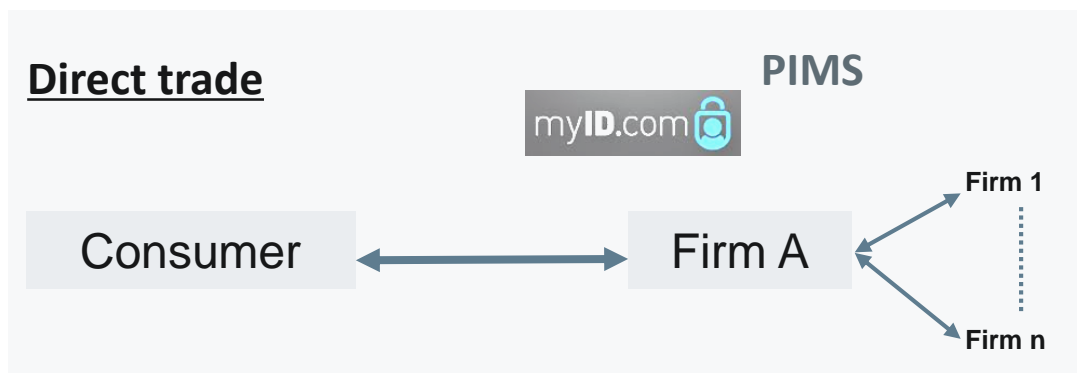 Direct trade
PIMS
myID.com
Firm 1
Consumer
Firm A
Firm n